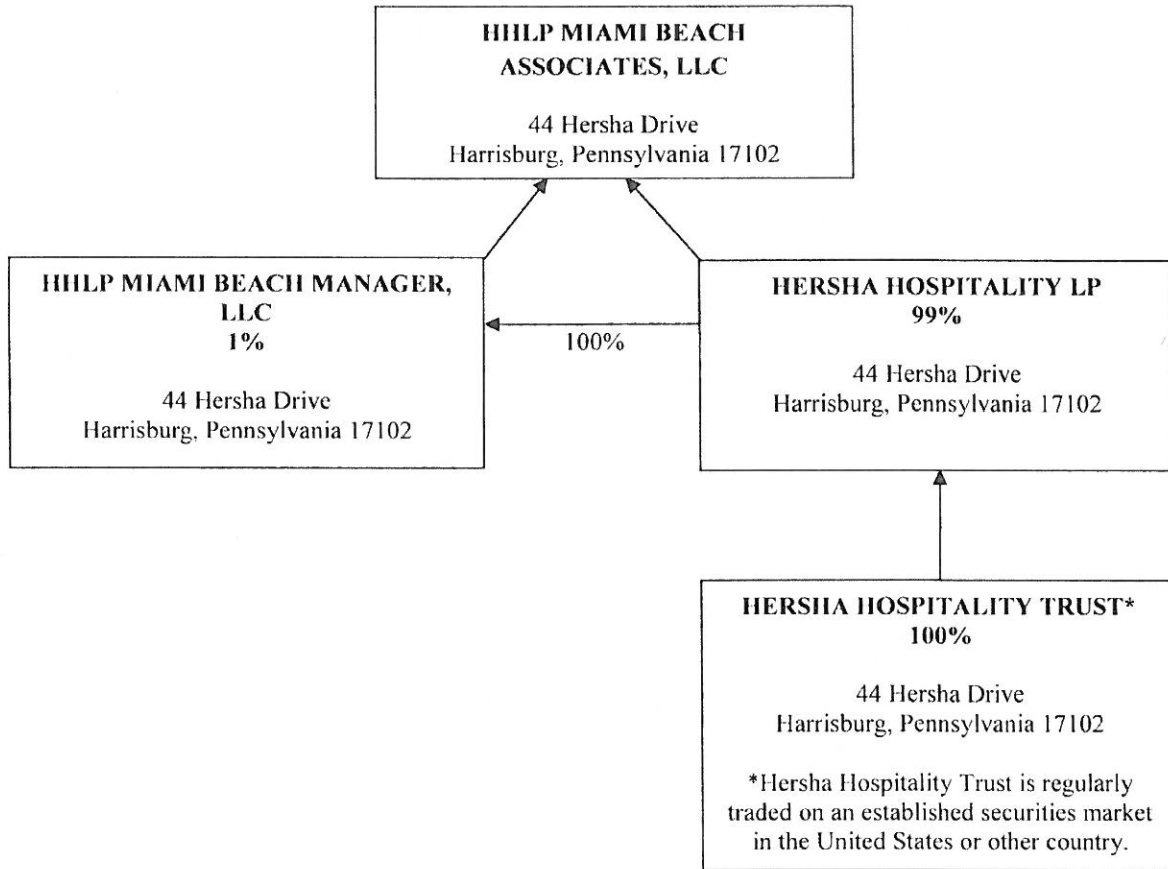 HHLP MIAMI BEACH
ASSOCIATES, LLC
44 Hersha Drive
Harrisburg, Pennsylvania 17102
HHLP MIAMI BEACH MANAGER,
LLC
1%
44 Hersha Drive
Harrisburg, Pennsylvania 17102
100%
HERSHA HOSPITALITY LP
99%
44 Hersha Drive
Harrisburg, Pennsylvania 17102
HERSHA HOSPITALITY TRUST*
100%
44 Hersha Drive
Harrisburg, Pennsylvania 17102
*Hersha Hospitality Trust is regularly
traded on an established securities market
in the United States or other country.